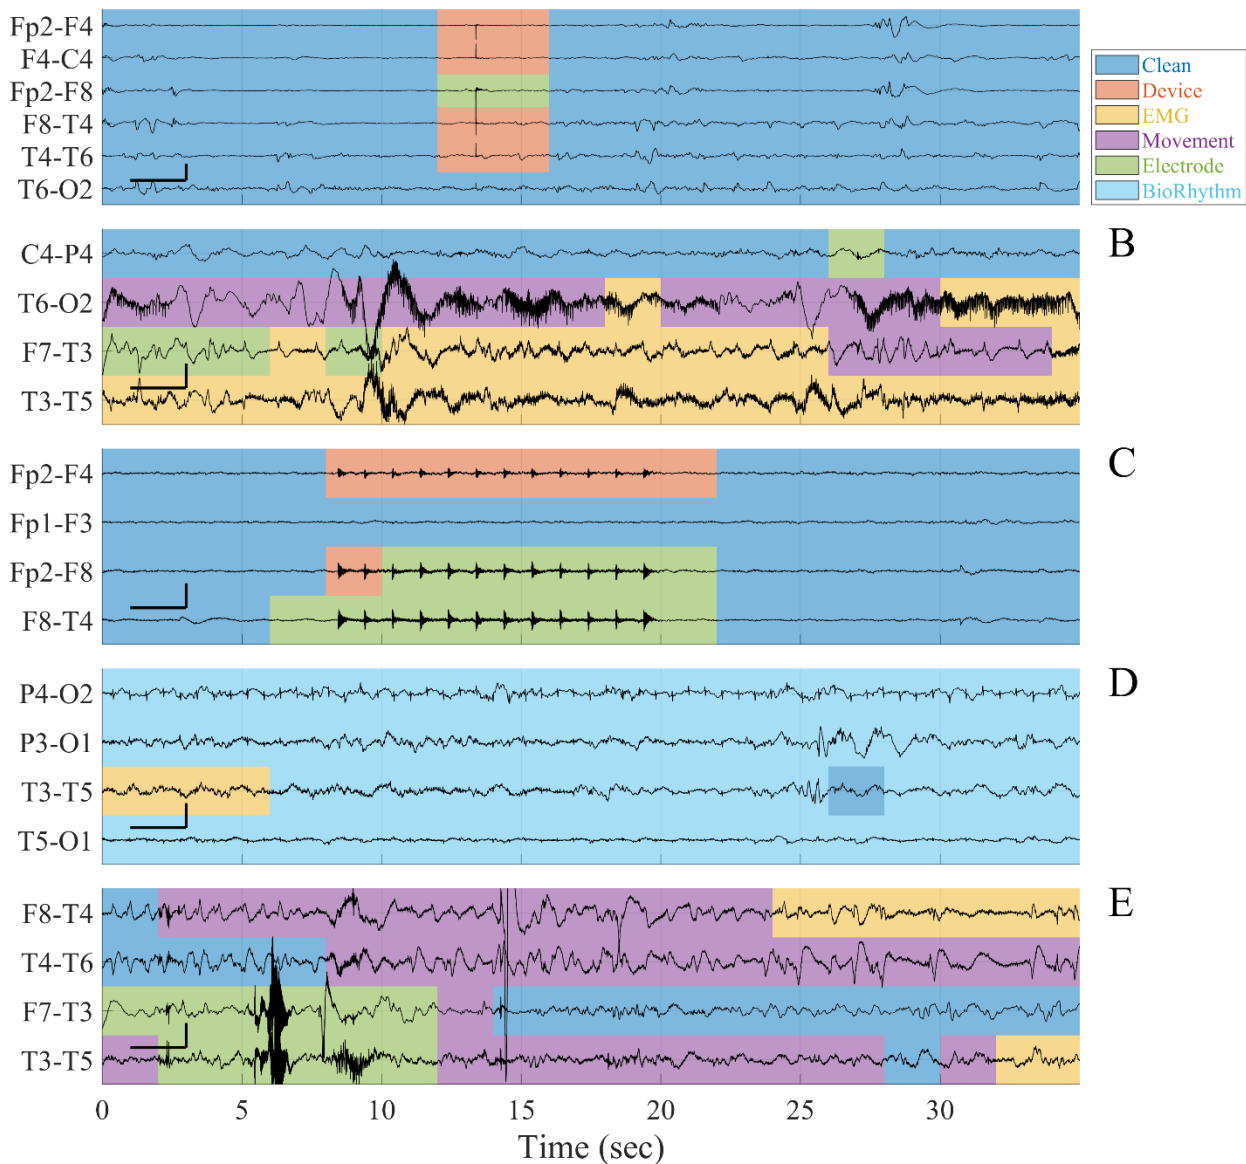 Fp2-F4
F4-C4
Fp2-F8
F8-T4
T4-T6
T6-O2
Clean
Device
EMG
Movement
Electrode
BioRhythm
B
C4-P4
T6-O2
F7-T3
T3-T5
C
Fp2-F4
Fp1-F3
Fp2-F8
F8-T4
D
P4-O2
P3-O1
T3-T5
T5-O1
E
F8-T4
T4-T6
F7-T3
T3-T5
0 5 10 15 20 25 30
Time (sec)